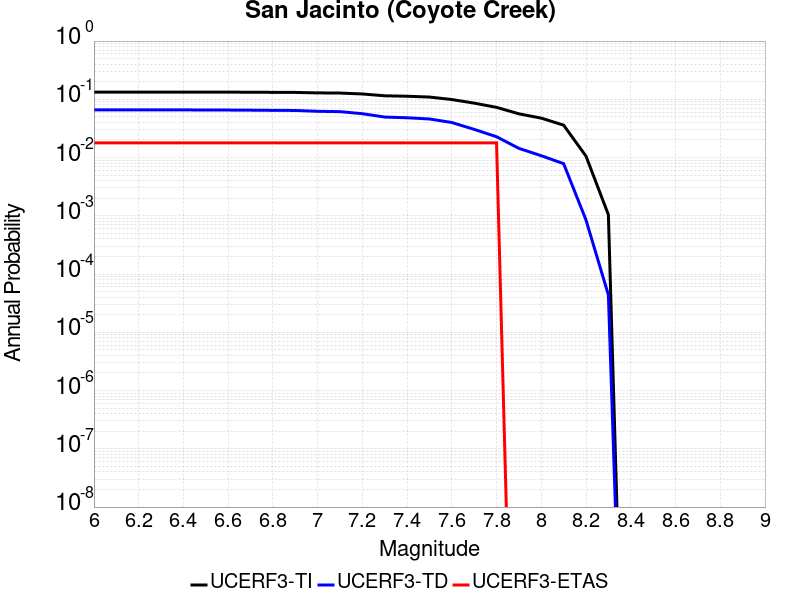 San Jacinto (Coyote Creek)
10 0
10 -1
10 -2
10 -3
10 -4
10 -5
10 -6
10 -7
10 -8
Annual Probability
6 6.2 6.4 6.6 6.8 7 7.2 7.4 7.6 7.8 8 8.2 8.4 8.6 8.8 9
Magnitude
UCERF3-TI UCERF3-TD UCERF3-ETAS